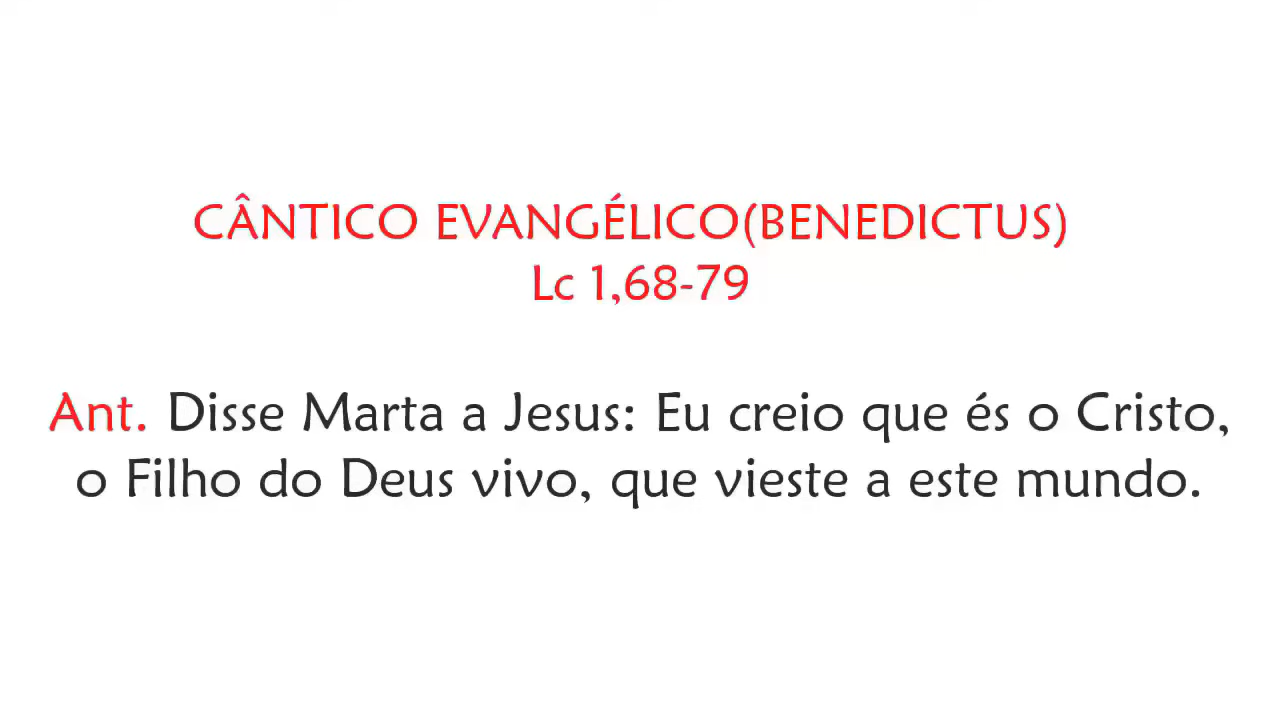 CÂNTICO EVANGÉLICO(BENEDICTUS)
Lc 1,68-79
Ant. Disse Marta a Jesus: Eu creio que és o Cristo,
o Filho do Deus vivo, que vieste a este mundo.